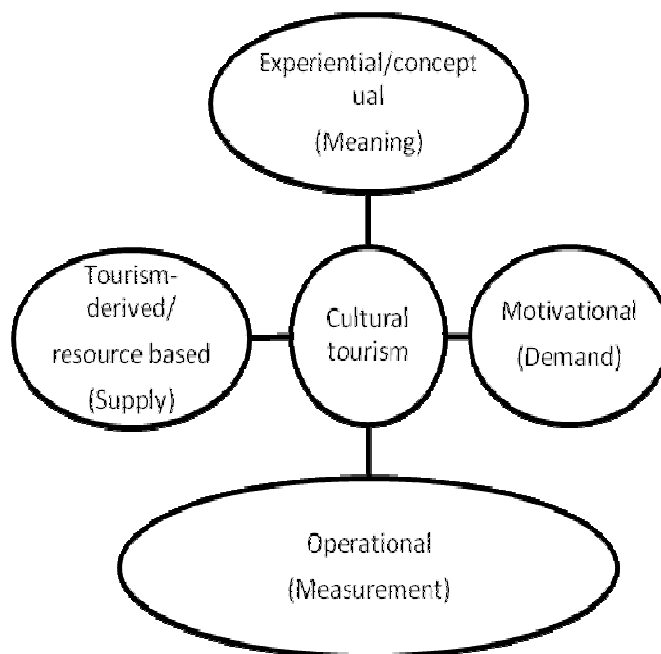 Experiential/concept
ual
(Meaning)
Tourism-
derived/
resource based
(Supply)
Cultural
tourism
Motivational
(Demand)
Operational
(Measurement)